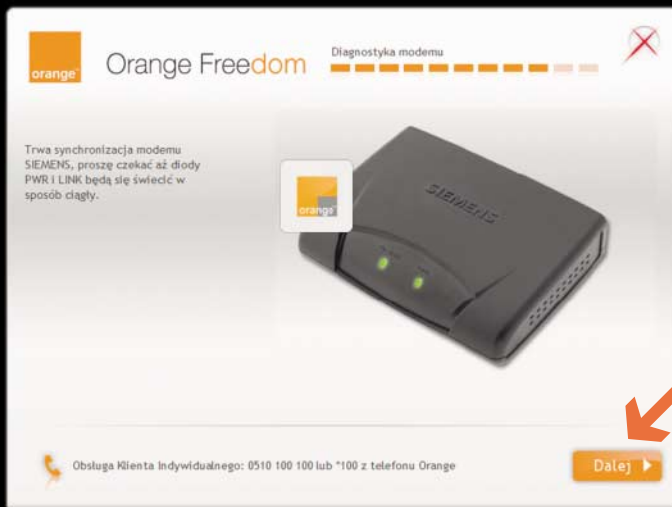 orange
Orange Freedom
Diagnostyka modemu
Trwa synchronizacja modemu
SIEMENS, proszę czekać aż diody
PWR i LINK będą się świecić w
sposób ciągły.
orange
SIEMENS
Obsługa Klienta Indywidualnego: 0510 100 100 lub *100 z telefonu Orange
Dalej